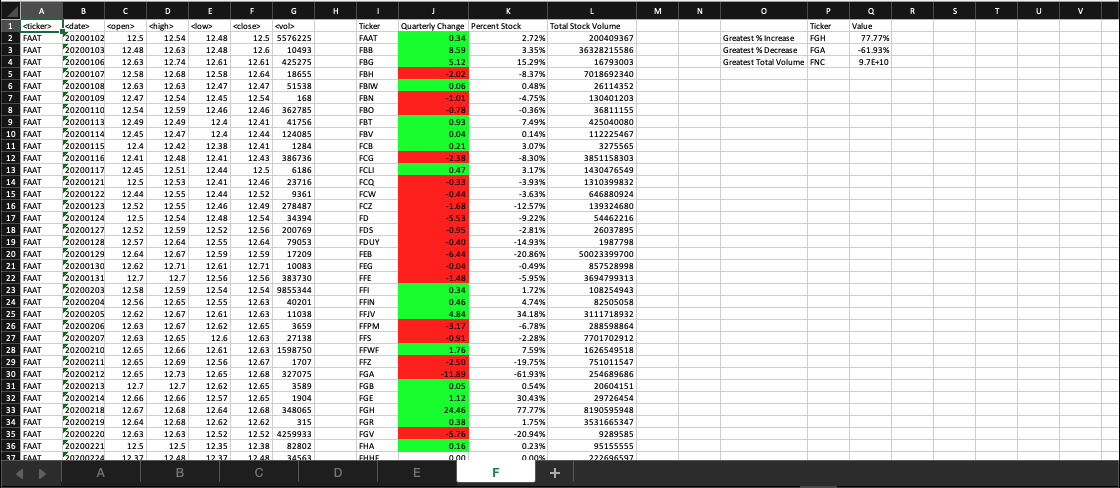 A B C D E F G H I J K L M N O P Q R S T U V
1 <ticker> <date> <open> <high> <low> <close> <vol> Ticker Quarterly Change Percent Stock Total Stock Volume Ticker Value
2 FAAT 20200102 12.5 12.54 12.48 12.5 5576225 FAAT 0.34 2.72% 200409367 Greatest % Increase FGH 77.77%
3 FAAT 20200103 12.48 12.63 12.46 12.6 10493 FBB 8.59 3.35% 36328215586 Greatest % Decrease FGA -61.93%
4 FAAT 20200106 12.63 12.74 12.61 12.61 425275 FBG 5.12 15.29% 16793003 Greatest Total Volume FNC 9.7E+10
5 FAAT 20200107 12.58 12.68 12.58 12.64 18655 FBH -2.02 -8.37% 7018692340
6 FAAT 20200108 12.63 12.63 12.47 12.47 51538 FBIW 0.06 0.48% 26114352
7 FAAT 20200109 12.47 12.54 12.45 12.54 168 FBN -1.01 -4.75% 130401203
8 FAAT 20200110 12.54 12.59 12.46 12.46 362785 FBO -0.78 -0.36% 36811155
9 FAAT 20200113 12.49 12.49 12.4 12.41 41756 FBT 0.93 7.49% 425040080
10 FAAT 20200114 12.45 12.47 12.4 12.44 124085 FBV 0.04 0.14% 112225467
11 FAAT 20200115 12.4 12.42 12.38 12.41 1284 FCB 0.21 3.07% 3275565
12 FAAT 20200116 12.41 12.48 12.41 12.43 386736 FCG -2.38 -8.30% 3851158303
13 FAAT 20200117 12.45 12.51 12.44 12.5 6186 FCLI 0.47 3.17% 1430476549
14 FAAT 20200121 12.5 12.53 12.41 12.46 23716 FCQ -0.33 -3.93% 1310399832
15 FAAT 20200122 12.44 12.55 12.44 12.52 9361 FCW -0.44 -3.63% 646880924
16 FAAT 20200123 12.52 12.55 12.46 12.49 278487 FCZ -1.68 -12.57% 139324680
17 FAAT 20200124 12.5 12.54 12.48 12.54 34394 FD -5.53 -9.22% 54462216
18 FAAT 20200127 12.52 12.59 12.52 12.56 200769 FDS -0.95 -2.81% 26037895
19 FAAT 20200128 12.57 12.64 12.55 12.64 79053 FDUY -0.40 -14.93% 1987798
20 FAAT 20200129 12.64 12.67 12.59 12.59 17209 FEB -6.44 -20.86% 50023399700
21 FAAT 20200130 12.62 12.71 12.61 12.71 10083 FEG -0.04 -0.49% 857528998
22 FAAT 20200131 12.7 12.7 12.56 12.56 383730 FFE -1.48 -5.95% 3694799313
23 FAAT 20200203 12.58 12.59 12.54 12.54 9855344 FFI 0.34 1.72% 108254943
24 FAAT 20200204 12.56 12.65 12.55 12.63 40201 FFIN 0.46 4.74% 82505058
25 FAAT 20200205 12.62 12.67 12.61 12.63 11038 FFJV 4.84 34.18% 3111718932
26 FAAT 20200206 12.63 12.67 12.62 12.65 3659 FFPM -3.17 -6.78% 288598864
27 FAAT 20200207 12.63 12.65 12.6 12.63 27138 FFS -0.91 -2.28% 7701702912
28 FAAT 20200210 12.65 12.66 12.61 12.63 1598750 FFWF 1.76 7.59% 1626549518
29 FAAT 20200211 12.65 12.69 12.56 12.67 1707 FFZ -2.50 -19.75% 751011547
30 FAAT 20200212 12.65 12.73 12.65 12.68 327075 FGA -11.89 -61.93% 254689686
31 FAAT 20200213 12.7 12.7 12.62 12.65 3589 FGB 0.05 0.54% 20604151
32 FAAT 20200214 12.66 12.66 12.57 12.65 1904 FGE 1.12 30.43% 29726454
33 FAAT 20200218 12.67 12.68 12.64 12.68 348065 FGH 24.46 77.77% 8190595948
34 FAAT 20200219 12.64 12.68 12.62 12.62 315 FGR 0.38 1.75% 3531665347
35 FAAT 20200220 12.63 12.63 12.52 12.52 4259933 FGV -5.76 -20.94% 9289585
36 FAAT 20200221 12.5 12.5 12.35 12.38 82802 FHA 0.16 0.23% 95155555
37 FAAT 20200224 12.37 12.48 12.37 12.48 34563 FHHF 0.00 0.00% 222696597
A B C D E F +